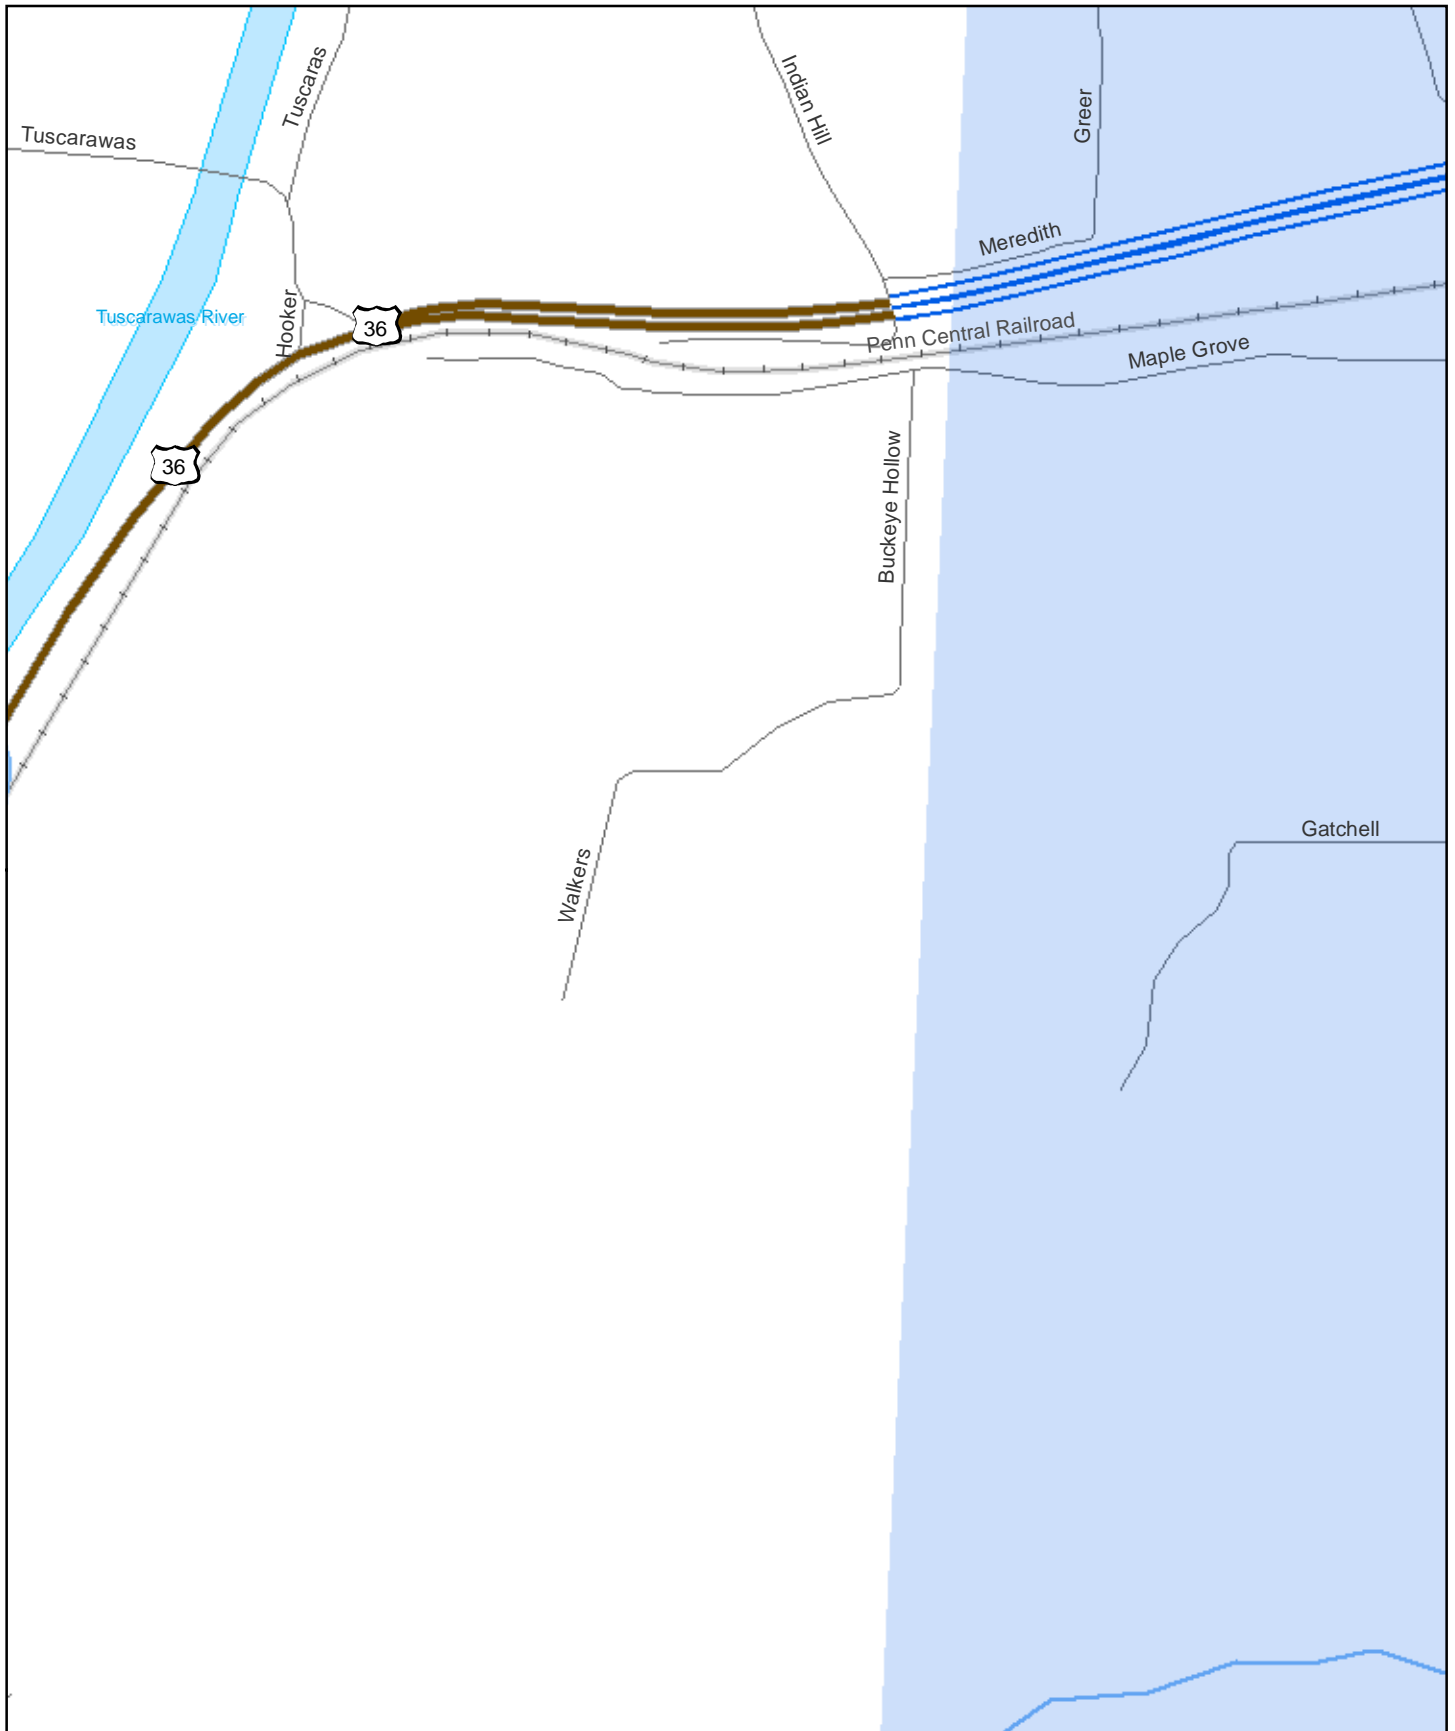 Tuscaras
Indian Hill
Greer
Tuscarawas
Meredith
Tuscarawas River
Hooker
36
Penn Central Railroad
Maple Grove
36
Buckeye Hollow
Gatchell
Walkers